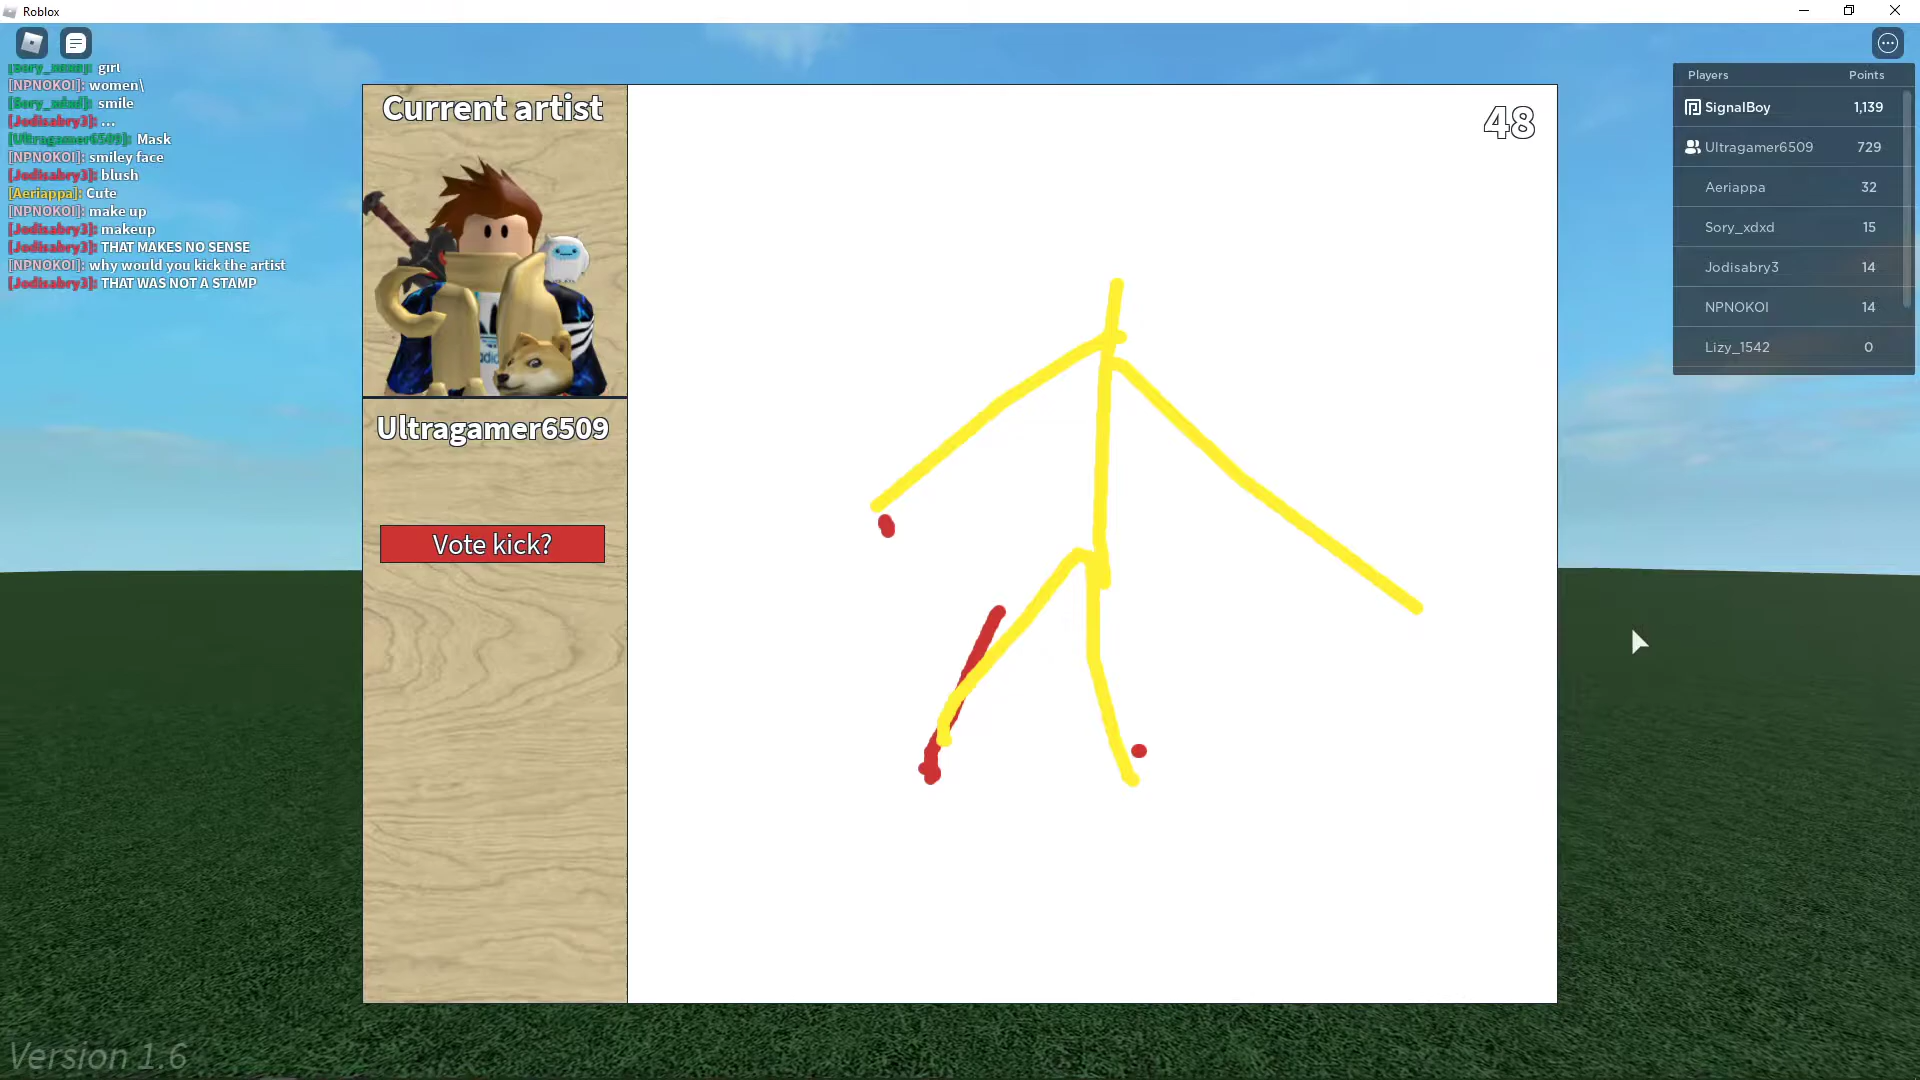 Roblox
[Sory_xdxd]: girl
[NPNOKOI]: women\
[Sory_xdxd]: smile
[Jodisabry3]: ...
[Ultragamer6509]: Mask
[NPNOKOI]: smiley face
[Jodisabry3]: blush
[Aeriappa]: Cute
[NPNOKOI]: make up
[Jodisabry3]: makeup
[Jodisabry3]: THAT MAKES NO SENSE
[NPNOKOI]: why would you kick the artist
[Jodisabry3]: THAT WAS NOT A STAMP
Current artist
Ultragamer6509
Vote kick?
48
Players Points
SignalBoy 1,139
Ultragamer6509 729
Aeriappa 32
Sory_xdxd 15
Jodisabry3 14
NPNOKOI 14
Lizy_1542 0
Version 1.6